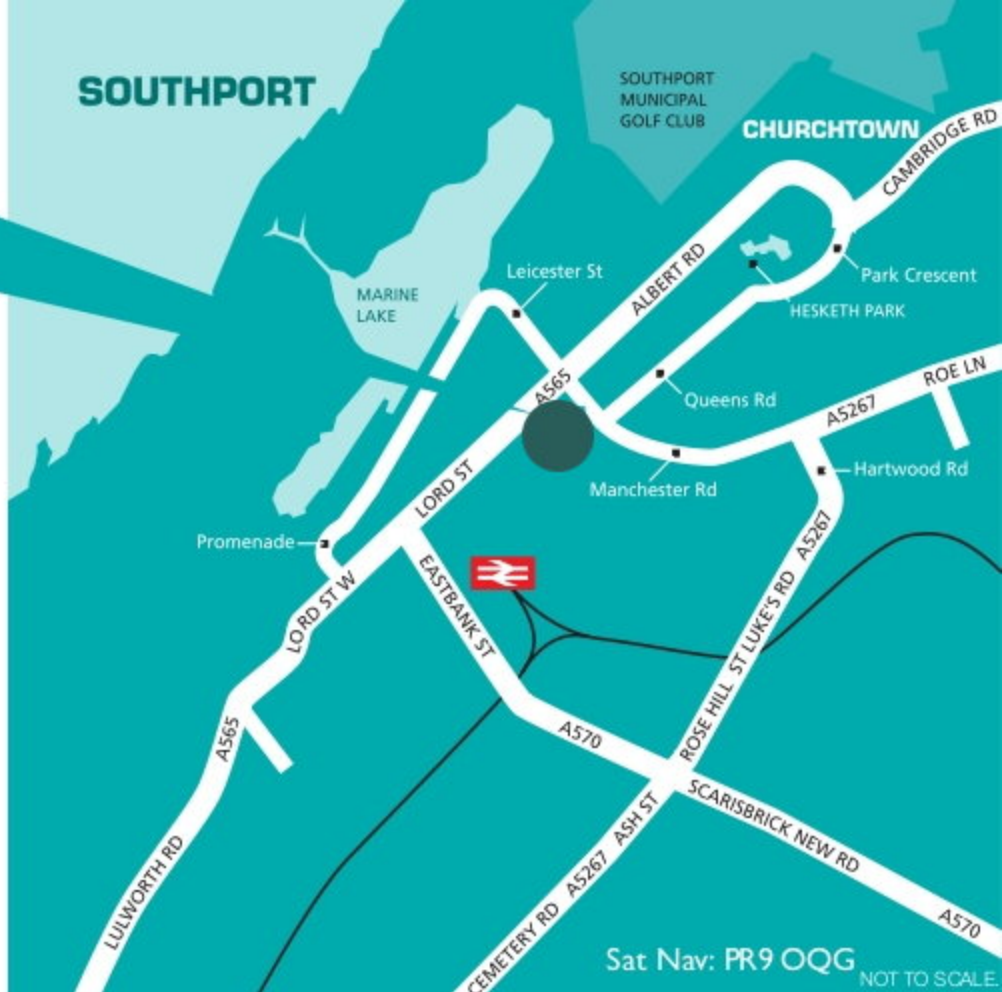 SOUTHPORT
SOUTHPORT
MUNICIPAL
GOLF CLUB
CHURCHTOWN
CAMBRIDGE RD
ALBERT RD
Leicester St
Park Crescent
MARINE
LAKE
HESKETH PARK
A565
Queens Rd
ROE LN
A5267
LORD ST
Manchester Rd
Hartwood Rd
Promenade
A5267
EASTBANK ST
LORD ST W
ST LUKE'S RD
ROSE HILL
A565
A570
SCARISBRICK NEW RD
ASH ST
A5267
LULWORTH RD
CEMETERY RD
A570
Sat Nav: PR9 OQG
NOT TO SCALE.